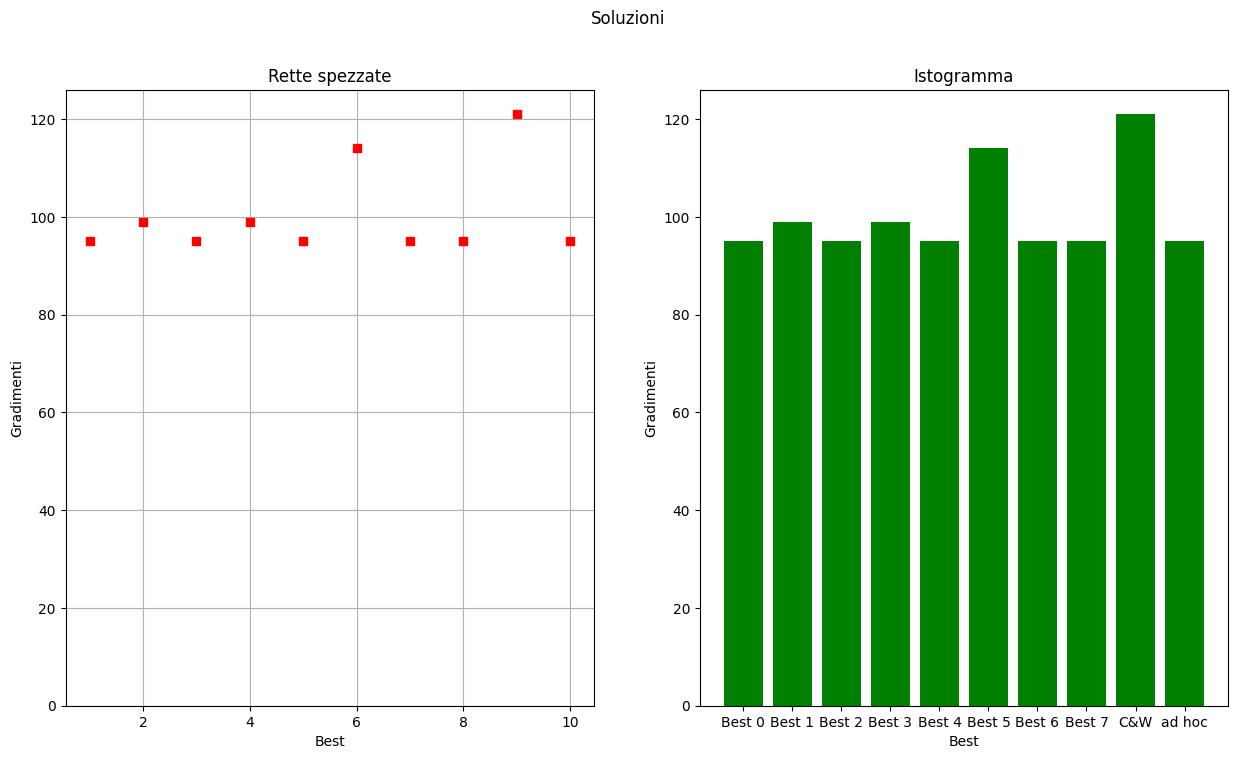 Soluzioni
Rette spezzate
120
100
80
60
40
20
0
Gradimenti
2 4 6 8 10
Best
Istogramma
120
100
80
60
40
20
0
Gradimenti
Best 0 Best 1 Best 2 Best 3 Best 4 Best 5 Best 6 Best 7 C&W ad hoc
Best